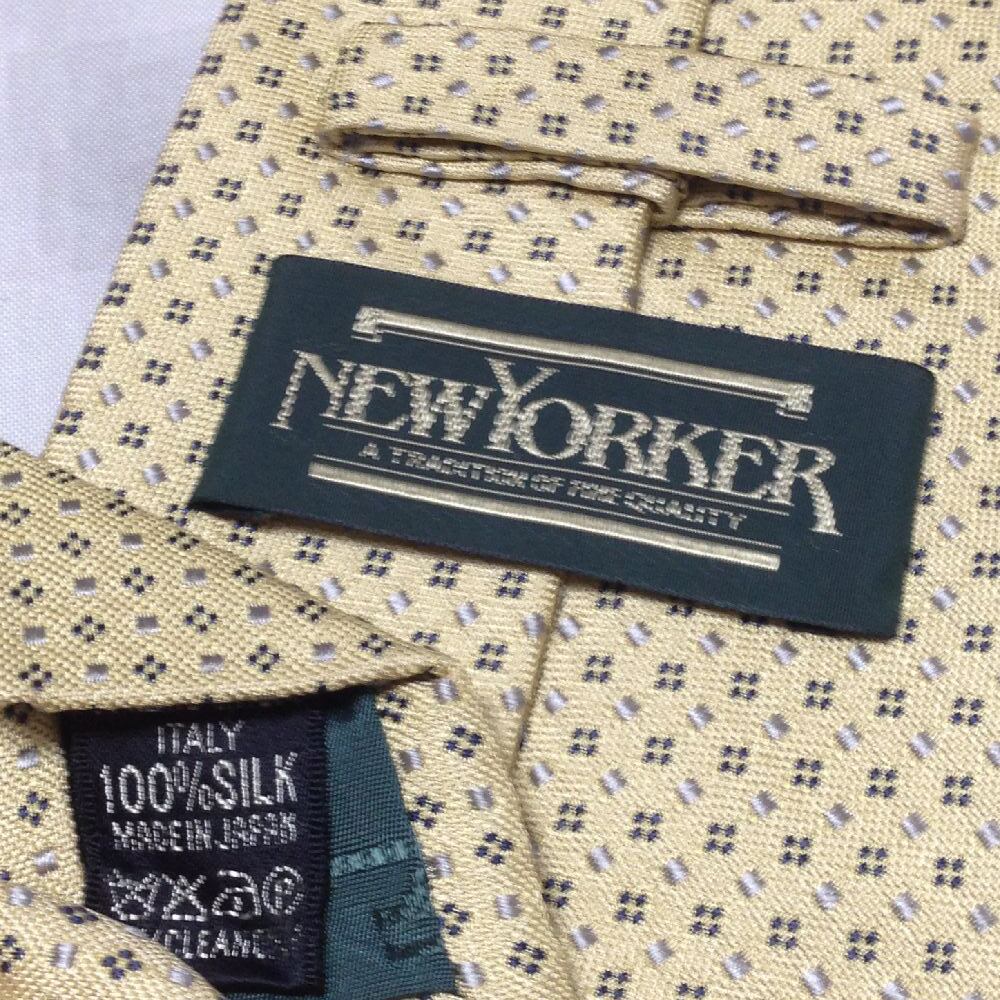 NEWYORKER
A TRADITION OF FINE QUALITY
ITALY
100%SILK
MADE IN JAPAN